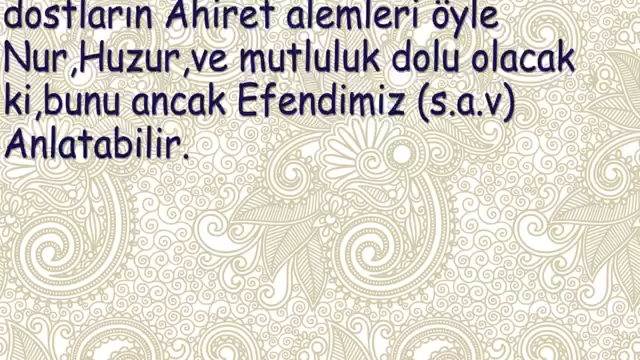 dostların Ahiret alemleri öyle
Nur,Huzur,ve mutluluk dolu olacak
ki,bunu ancak Efendimiz (s.a.v)
Anlatabilir.